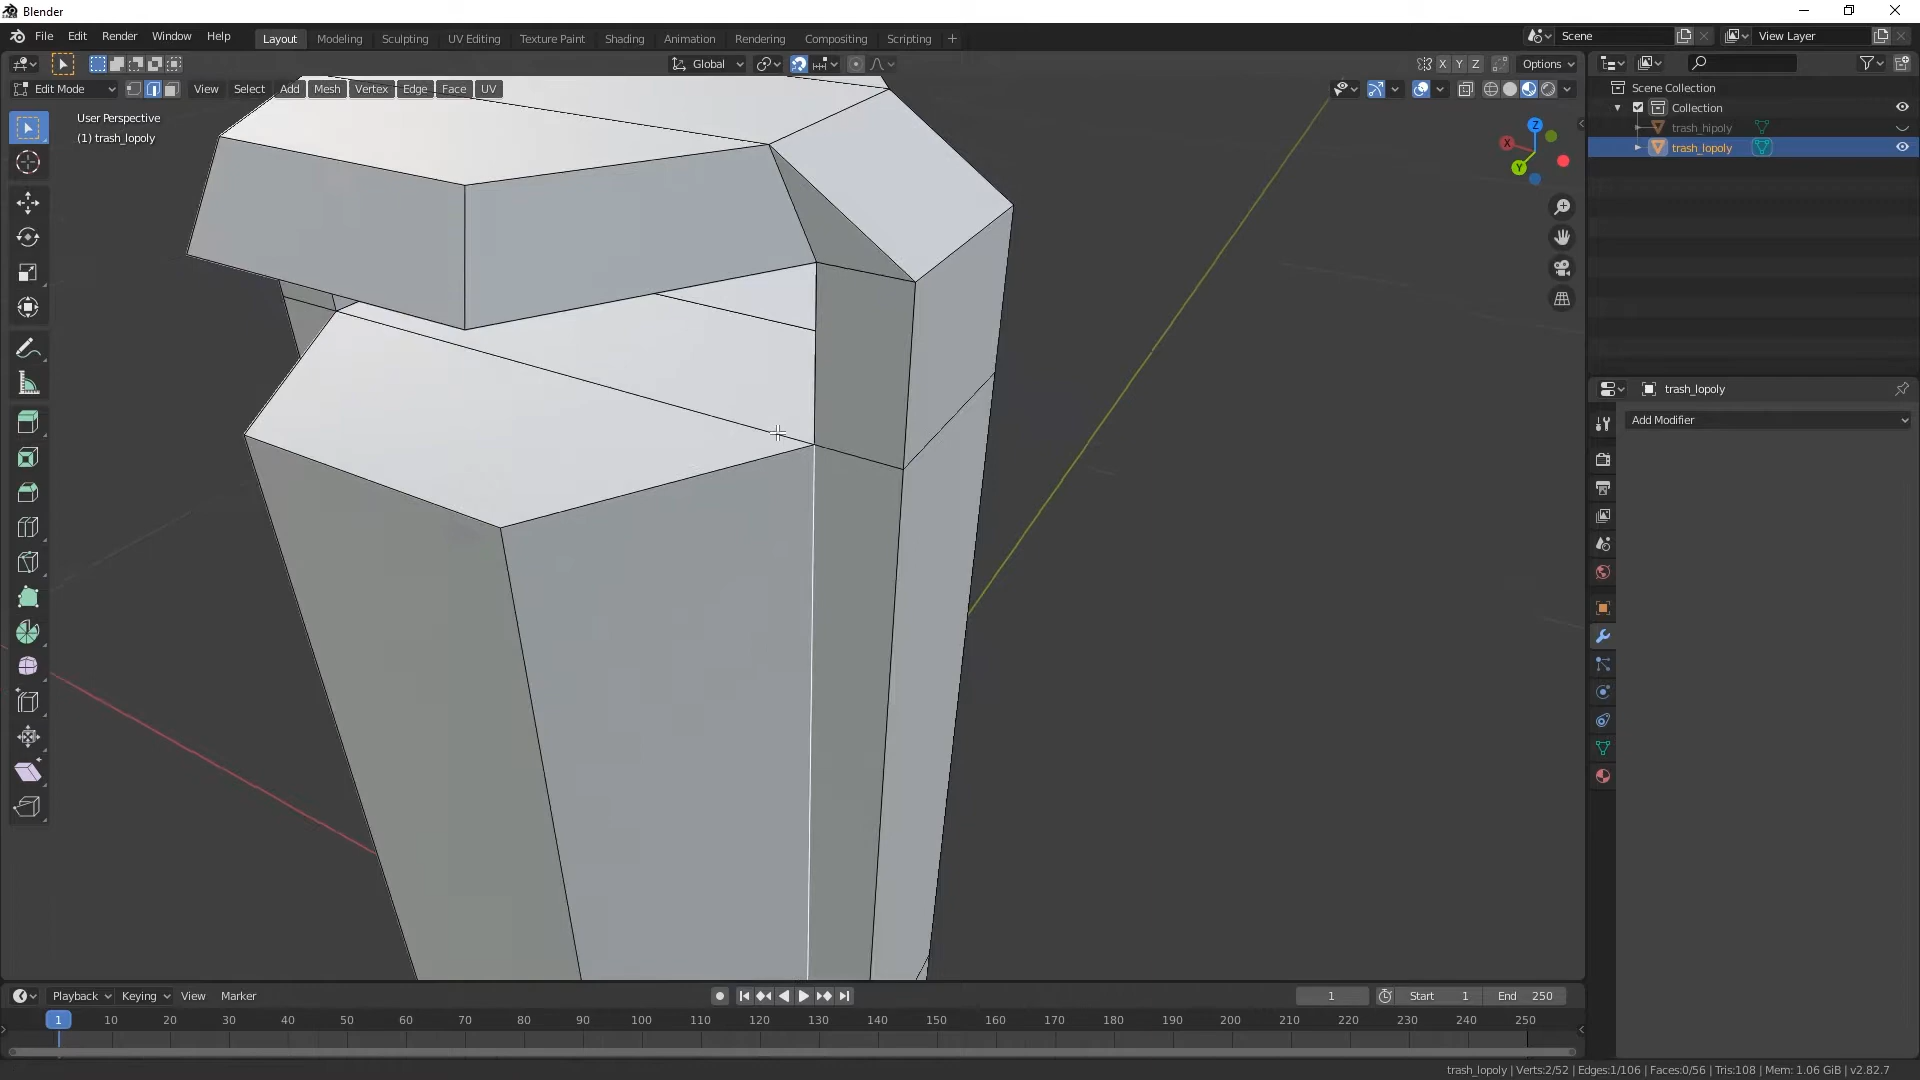 Blender
File Edit Render Window Help Layout Modeling Sculpting UV Editing Texture Paint Shading Animation Rendering Compositing Scripting + Scene View Layer
Global X Y Z Options
Edit Mode View Select Add Mesh Vertex Edge Face UV
User Perspective
(1) trash_lopoly
Z
X
Y
Scene Collection
Collection
trash_hipoly
trash_lopoly
trash_lopoly
Add Modifier
Playback Keying View Marker 1 Start 1 End 250
1 10 20 30 40 50 60 70 80 90 100 110 120 130 140 150 160 170 180 190 200 210 220 230 240 250
trash_lopoly | Verts:2/52 | Edges:1/106 | Faces:0/56 | Tris:108 | Mem: 1.06 GiB | v2.82.7